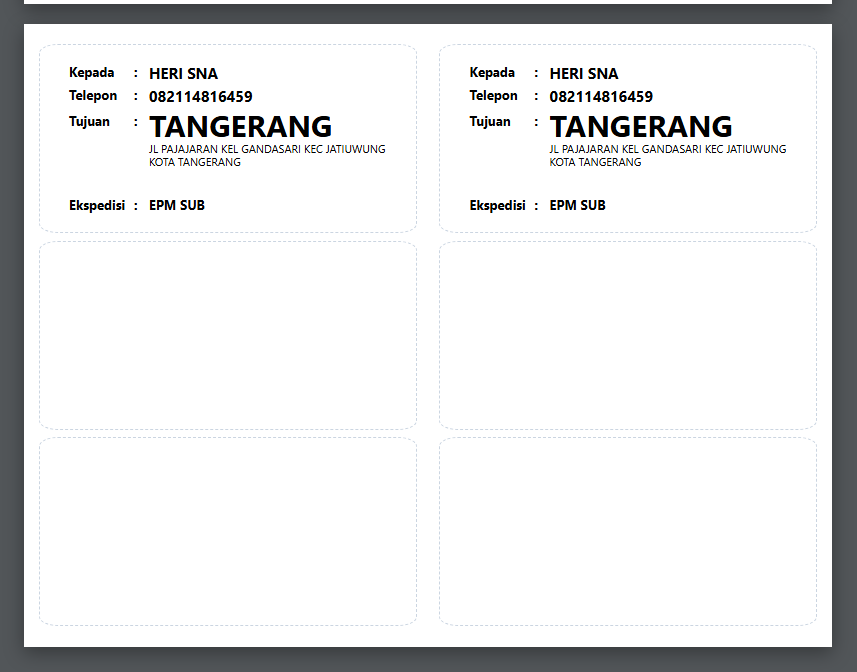 Kepada : HERI SNA
Telepon : 082114816459
Tujuan : TANGERANG
JL PAJAJARAN KEL GANDASARI KEC JATIUWUNG
KOTA TANGERANG
Ekspedisi : EPM SUB
Kepada : HERI SNA
Telepon : 082114816459
Tujuan : TANGERANG
JL PAJAJARAN KEL GANDASARI KEC JATIUWUNG
KOTA TANGERANG
Ekspedisi : EPM SUB